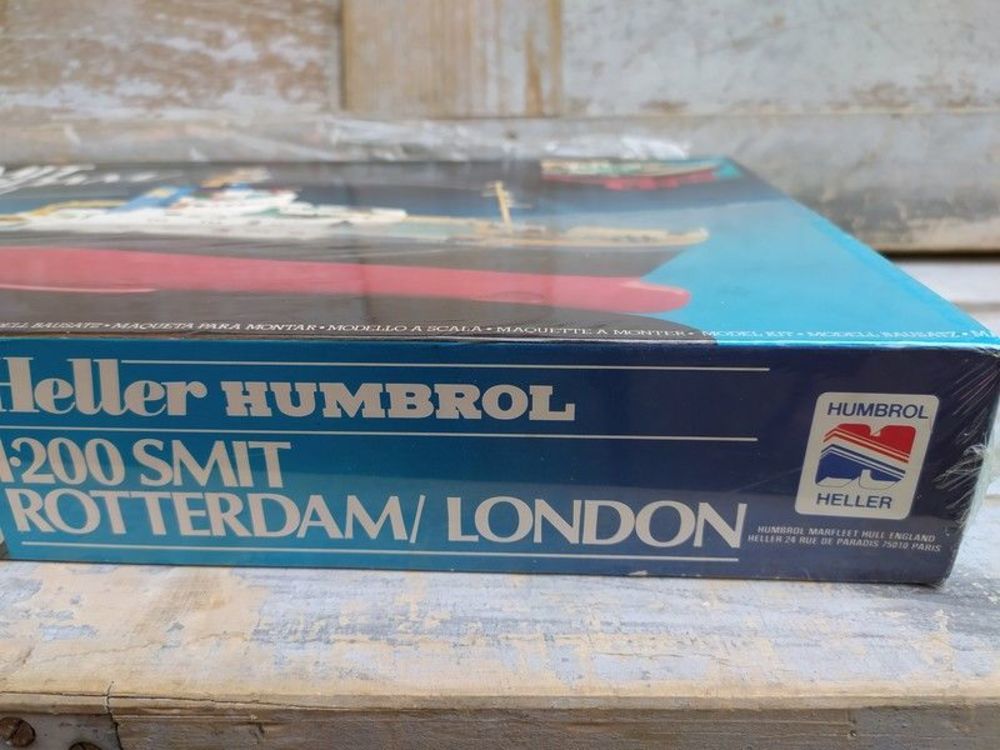 MAQUETA PARA MONTAR • MODELLO A SCALA • MAQUETTE A MONTER • MODEL KIT • MODELL BAUSATZ •
Heller HUMBROL
1:200 SMIT
ROTTERDAM/ LONDON
HUMBROL
HELLER
HUMBROL MARFLEET HULL ENGLAND
HELLER 24 RUE DE PARADIS 75010 PARIS